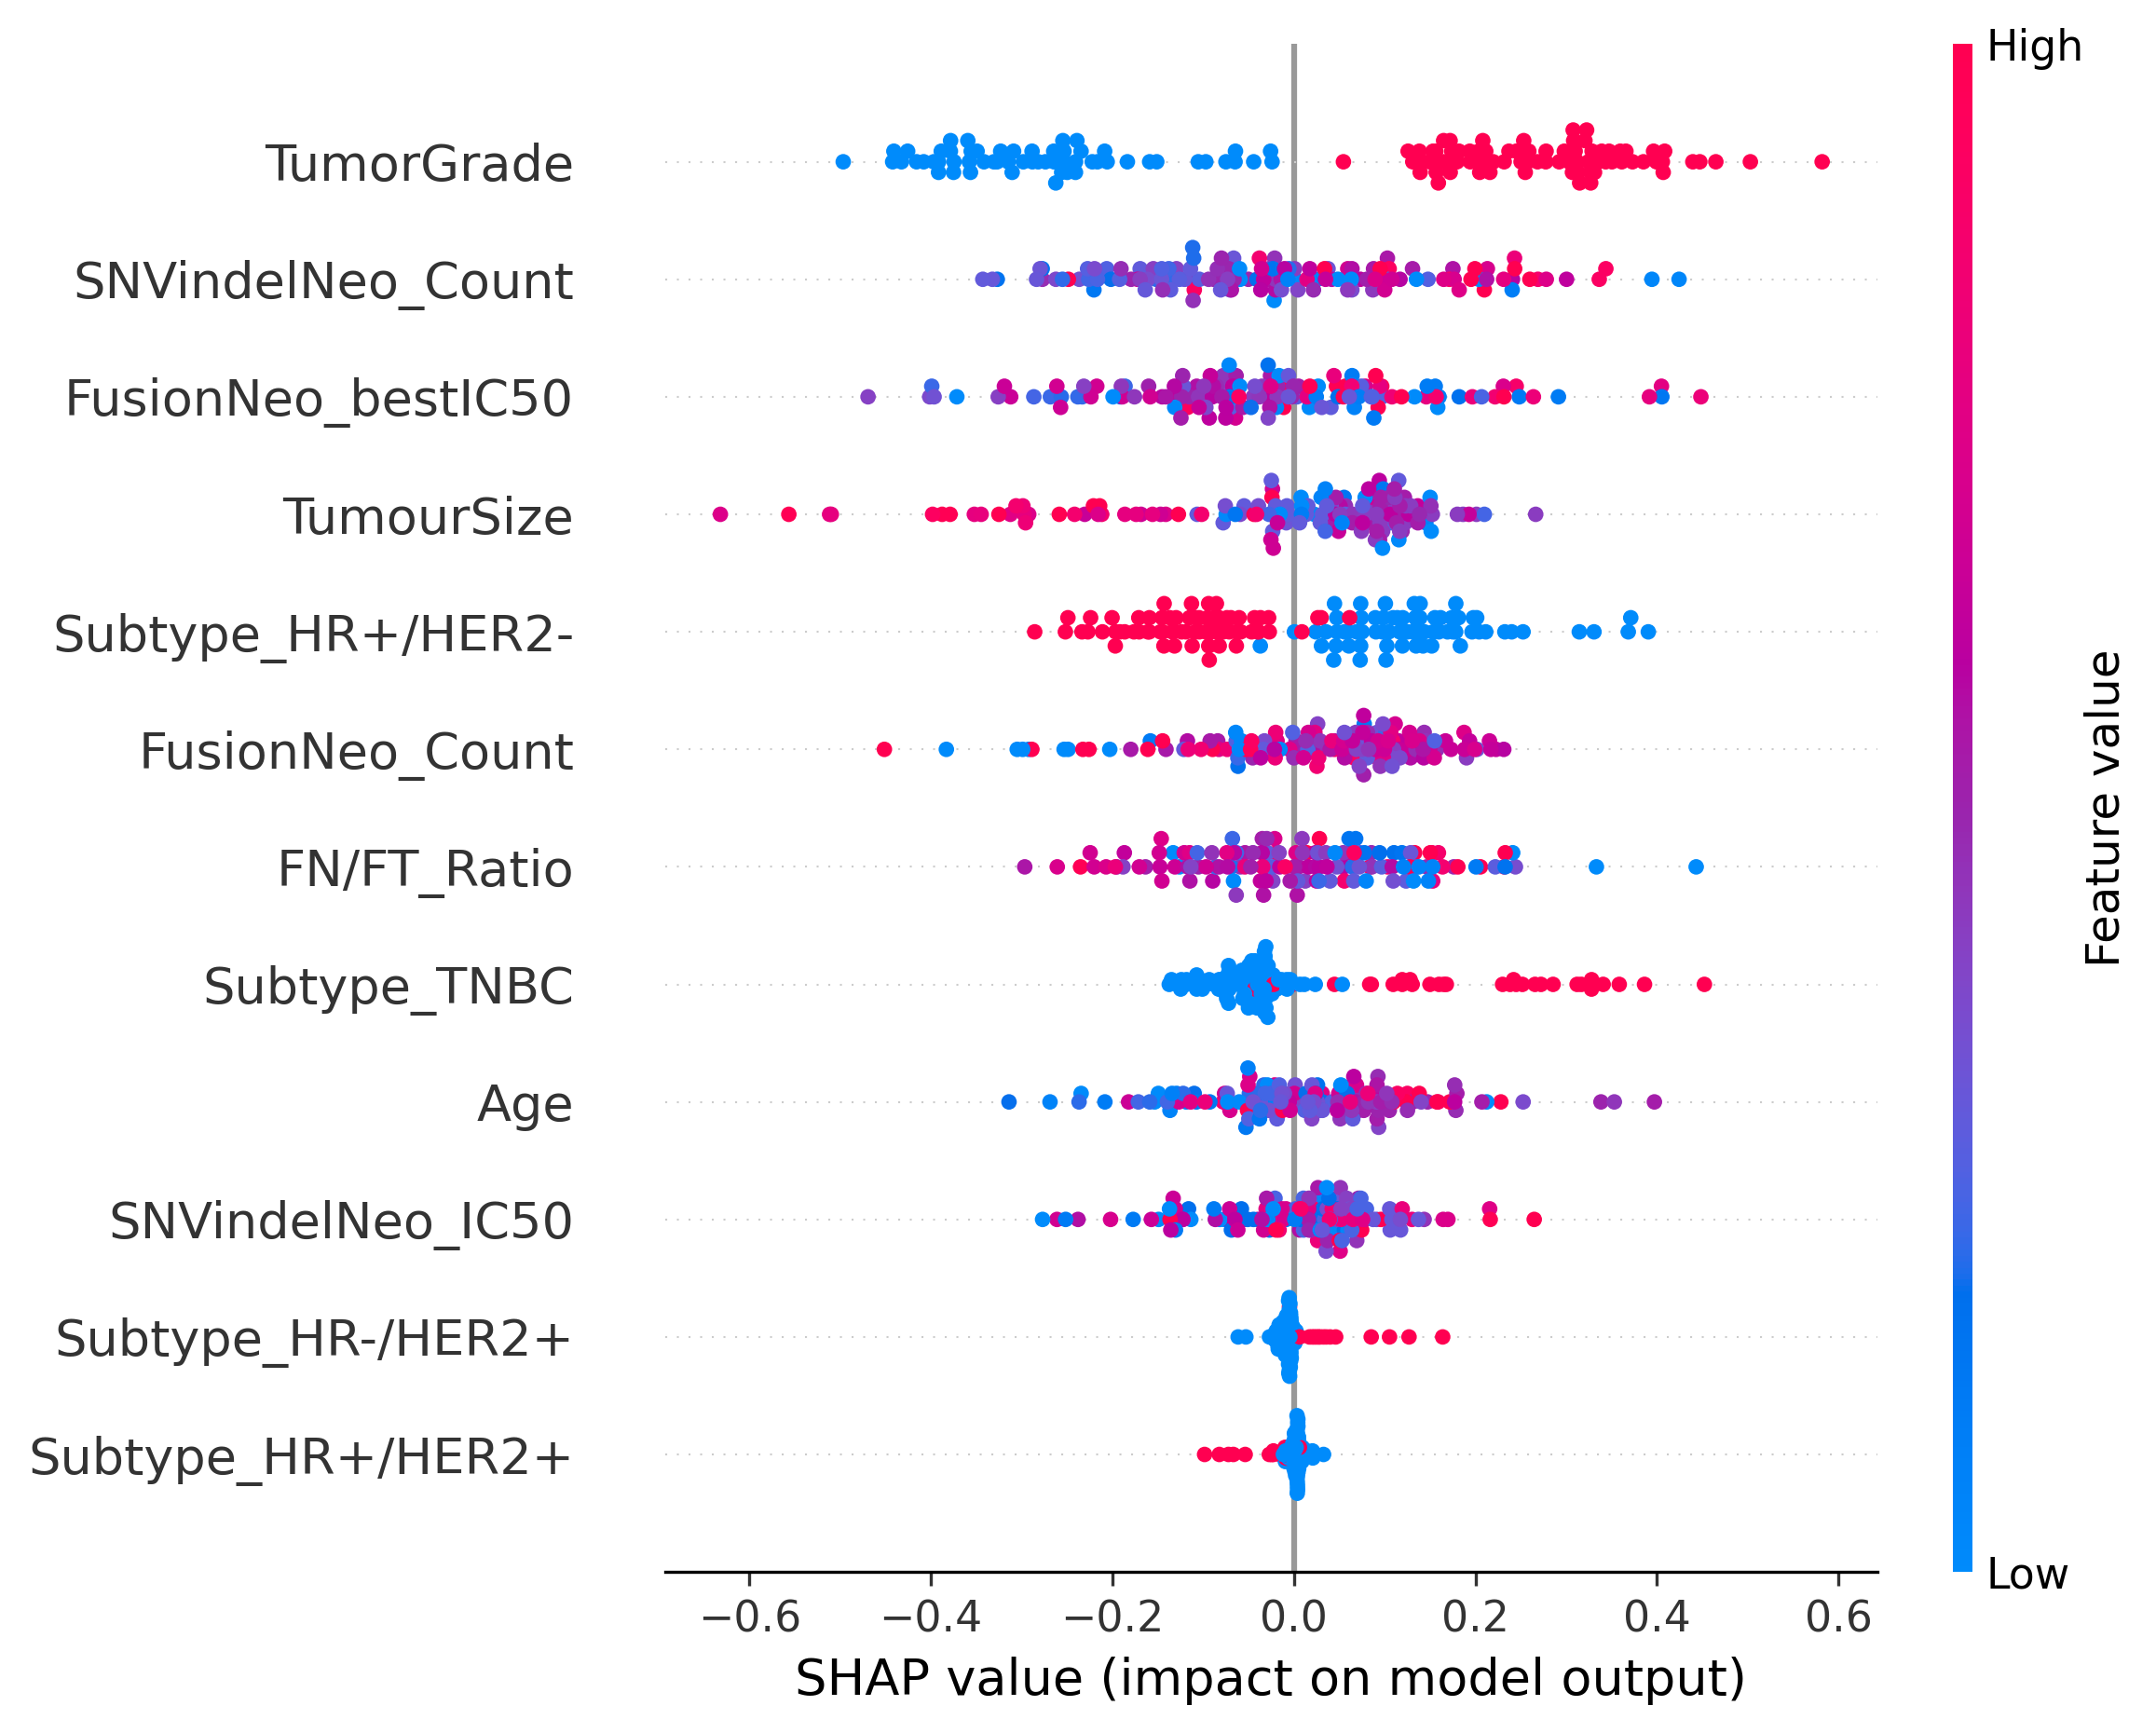 High
TumorGrade
SNVindelNeo_Count
FusionNeo_bestIC50
TumourSize
Subtype_HR+/HER2-
FusionNeo_Count
FN/FT_Ratio
Subtype_TNBC
Age
SNVindelNeo_IC50
Subtype_HR-/HER2+
Subtype_HR+/HER2+
Feature value
Low
−0.6 −0.4 −0.2 0.0 0.2 0.4 0.6
SHAP value (impact on model output)